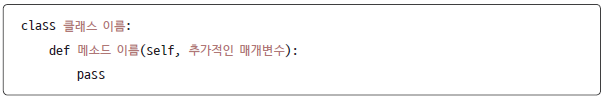 class 클래스 이름:
    def 메소드 이름(self, 추가적인 매개변수):
        pass